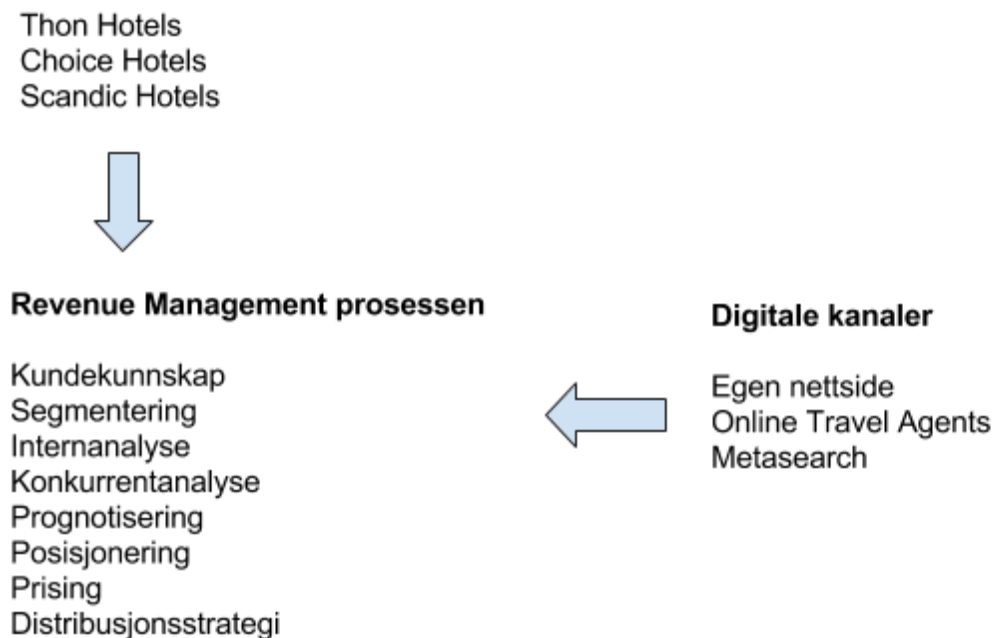 Thon Hotels
Choice Hotels
Scandic Hotels
Revenue Management prosessen
Kundekunnskap
Segmentering
Internanalyse
Konkurrentanalyse
Prognotisering
Posisjonering
Prising
Distribusjonsstrategi
Digitale kanaler
Egen nettside
Online Travel Agents
Metasearch